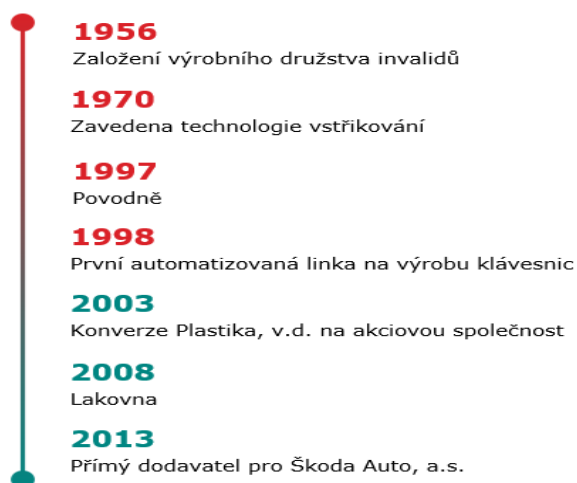 1956
Založení výrobního družstva invalidů
1970
Zavedena technologie vstřikování
1997
Povodně
1998
První automatizovaná linka na výrobu klávesnic
2003
Konverze Plastika, v.d. na akciovou společnost
2008
Lakovna
2013
Přímý dodavatel pro Škoda Auto, a.s.